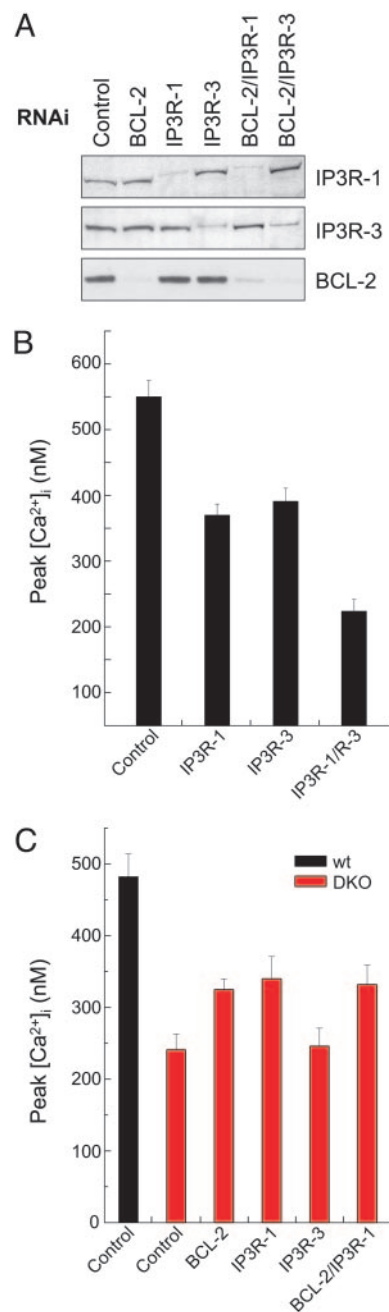 A
RNAi
Control
BCL-2
IP3R-1
IP3R-3
BCL-2/IP3R-1
BCL-2/IP3R-3
IP3R-1
IP3R-3
BCL-2
B
Peak [Ca²⁺]ᵢ (nM)
600
500
400
300
200
100
Control
IP3R-1
IP3R-3
IP3R-1/R-3
C
Peak [Ca²⁺]ᵢ (nM)
500
400
300
200
100
0
wt
DKO
Control
Control
BCL-2
IP3R-1
IP3R-3
BCL-2/IP3R-1